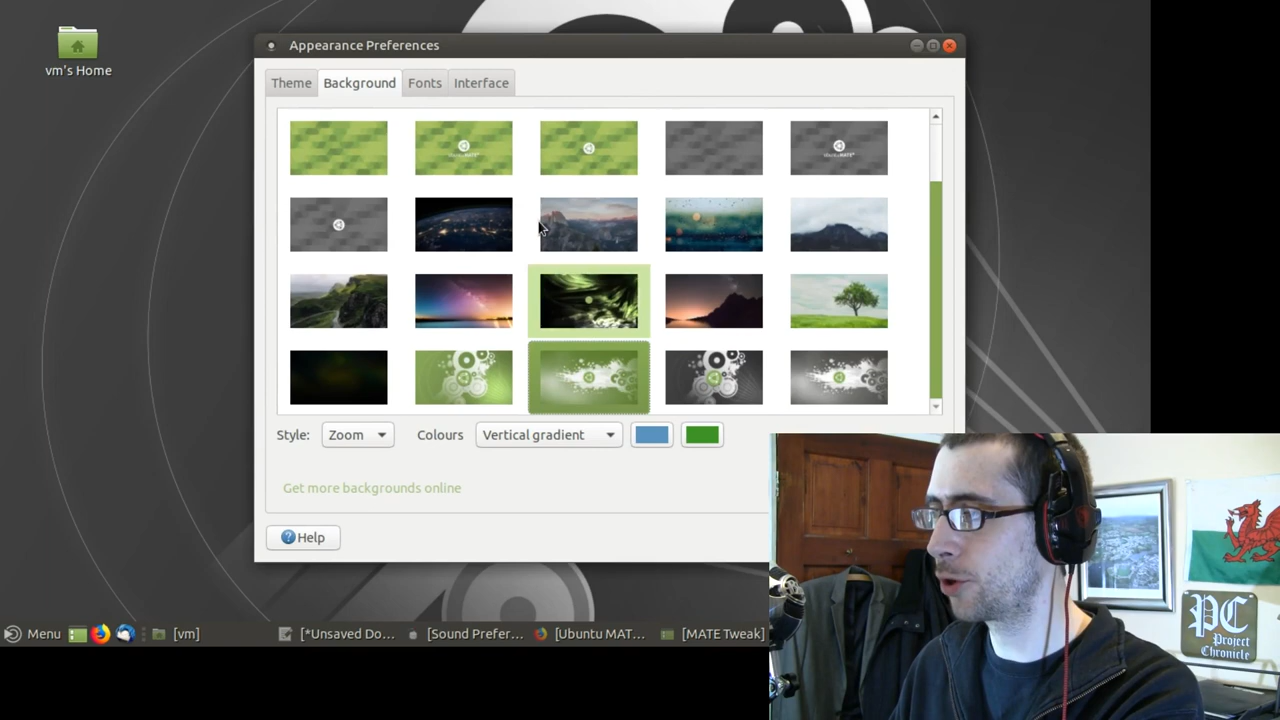 vm's Home
Appearance Preferences
Theme
Background
Fonts
Interface
Style:
Zoom
Colours
Vertical gradient
Get more backgrounds online
Help
Menu
[vm]
[*Unsaved Do...
[Sound Prefer...
[Ubuntu MAT...
[MATE Tweak]
PC
Project
Chronicle